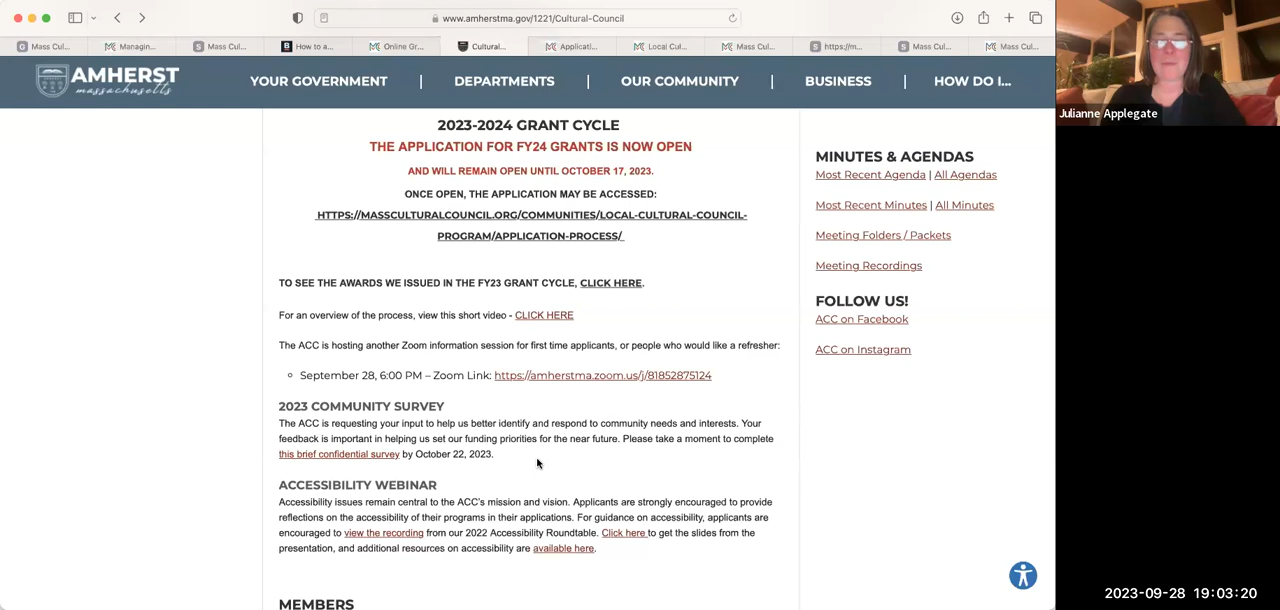 www.amherstma.gov/1221/Cultural-Council
Mass Cul...
Managin...
Mass Cul...
How to a...
Online Gr...
Cultural...
Applicati...
Local Cul...
Mass Cul...
https://m...
Mass Cul...
Mass Cul...
AMHERST
massachusetts
YOUR GOVERNMENT | DEPARTMENTS | OUR COMMUNITY | BUSINESS | HOW DO I...
2023-2024 GRANT CYCLE
THE APPLICATION FOR FY24 GRANTS IS NOW OPEN
AND WILL REMAIN OPEN UNTIL OCTOBER 17, 2023.
ONCE OPEN, THE APPLICATION MAY BE ACCESSED:
HTTPS://MASSCULTURALCOUNCIL.ORG/COMMUNITIES/LOCAL-CULTURAL-COUNCIL-
PROGRAM/APPLICATION-PROCESS/
TO SEE THE AWARDS WE ISSUED IN THE FY23 GRANT CYCLE, CLICK HERE.
For an overview of the process, view this short video - CLICK HERE
The ACC is hosting another Zoom information session for first time applicants, or people who would like a refresher:
September 28, 6:00 PM – Zoom Link: https://amherstma.zoom.us/j/81852875124
2023 COMMUNITY SURVEY
The ACC is requesting your input to help us better identify and respond to community needs and interests. Your
feedback is important in helping us set our funding priorities for the near future. Please take a moment to complete
this brief confidential survey by October 22, 2023.
ACCESSIBILITY WEBINAR
Accessibility issues remain central to the ACC's mission and vision. Applicants are strongly encouraged to provide
reflections on the accessibility of their programs in their applications. For guidance on accessibility, applicants are
encouraged to view the recording from our 2022 Accessibility Roundtable. Click here to get the slides from the
presentation, and additional resources on accessibility are available here.
MEMBERS
MINUTES & AGENDAS
Most Recent Agenda | All Agendas
Most Recent Minutes | All Minutes
Meeting Folders / Packets
Meeting Recordings
FOLLOW US!
ACC on Facebook
ACC on Instagram
Julianne Applegate
2023-09-28 19:03:20